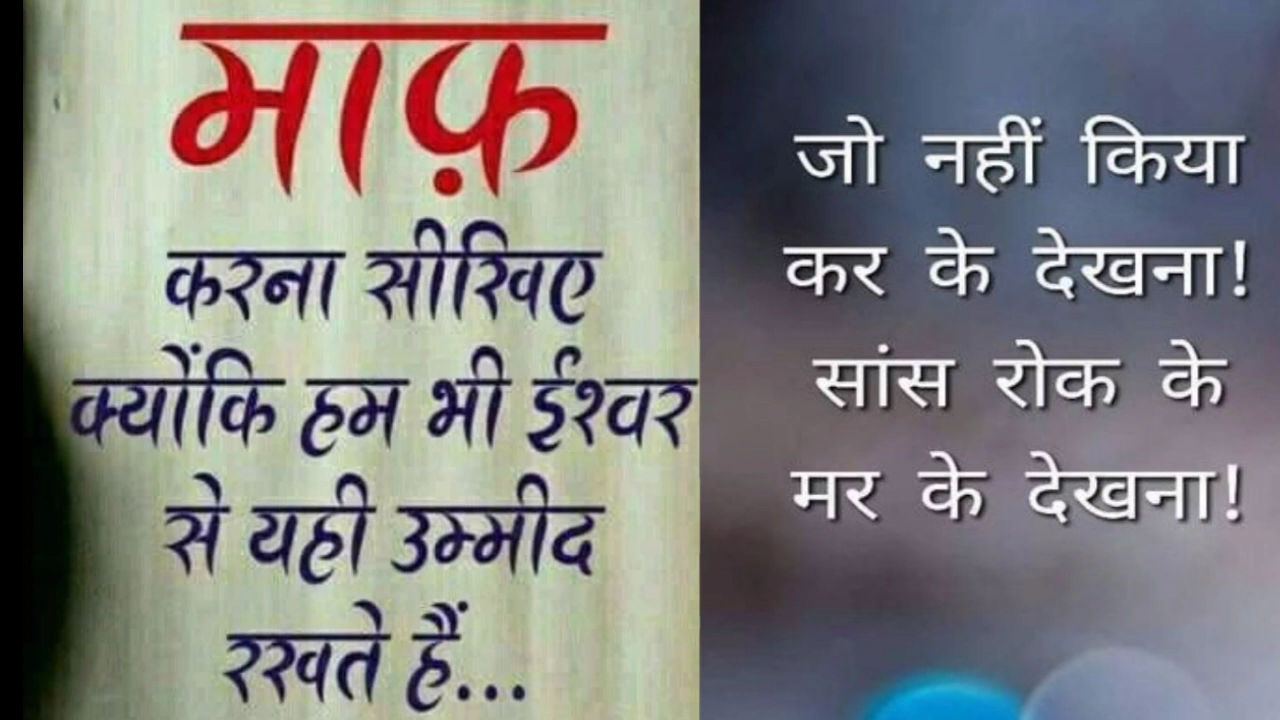 माफ़
करना सीखिए
क्योंकि हम भी ईश्वर
से यही उम्मीद
रखते हैं...
जो नहीं किया
कर के देखना!
सांस रोक के
मर के देखना!